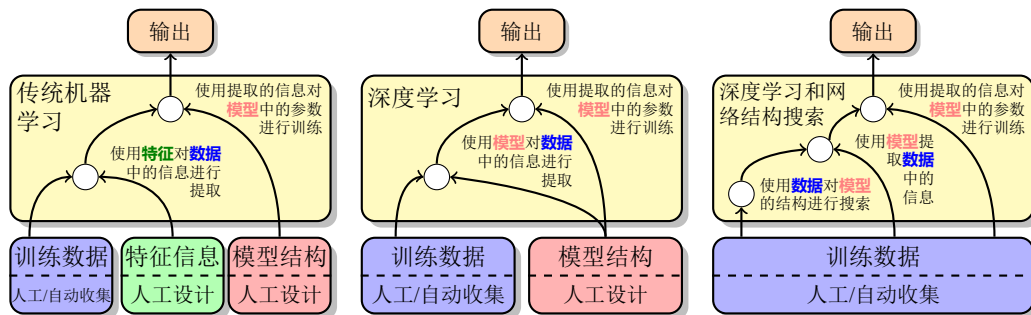 输出
传统机器
学习
使用提取的信息对
模型中的参数
进行训练
使用特征对数据
中的信息进行
提取
训练数据
人工/自动收集
特征信息
人工设计
模型结构
人工设计
输出
深度学习
使用提取的信息对
模型中的参数
进行训练
使用模型对数据
中的信息进行
提取
训练数据
人工/自动收集
模型结构
人工设计
输出
深度学习和网
络结构搜索
使用提取的信息对
模型中的参数
进行训练
使用模型提
取数据
中的
信息
使用数据对模型
的结构进行搜索
训练数据
人工/自动收集